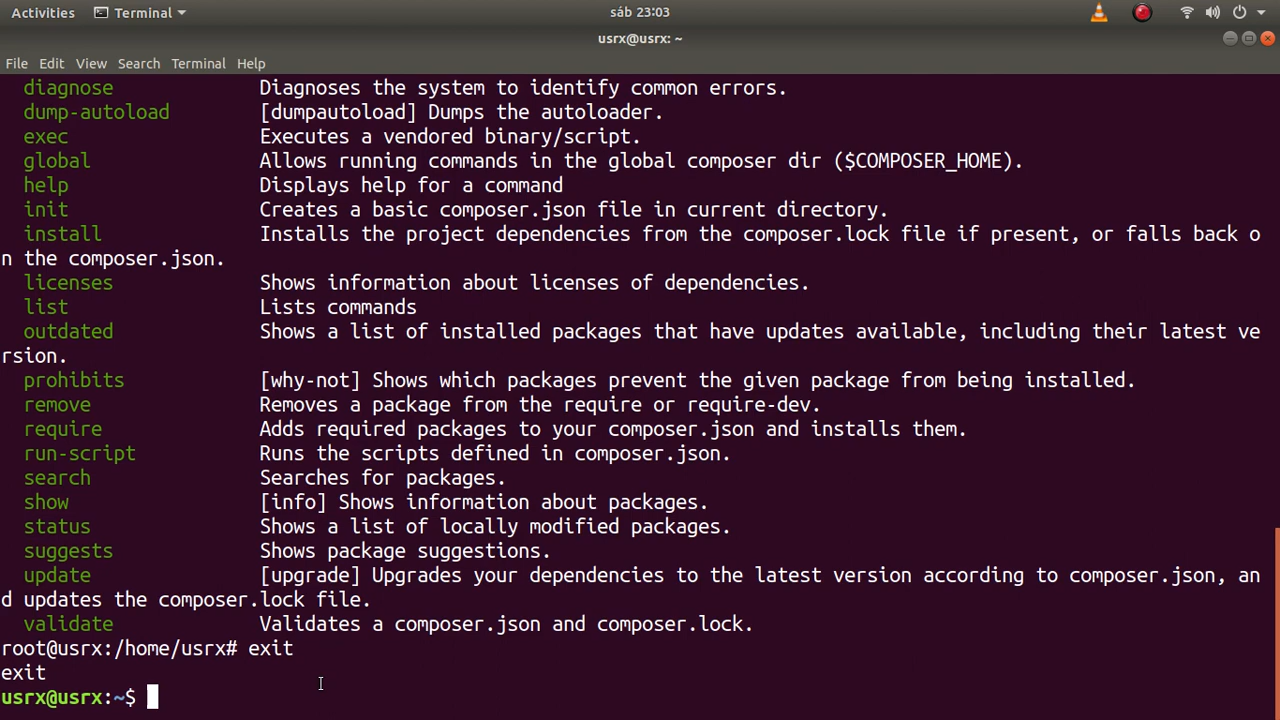 Activities Terminal sáb 23:03
usrx@usrx: ~
File Edit View Search Terminal Help
diagnose Diagnoses the system to identify common errors.
dump-autoload [dumpautoload] Dumps the autoloader.
exec Executes a vendored binary/script.
global Allows running commands in the global composer dir ($COMPOSER_HOME).
help Displays help for a command
init Creates a basic composer.json file in current directory.
install Installs the project dependencies from the composer.lock file if present, or falls back o
n the composer.json.
licenses Shows information about licenses of dependencies.
list Lists commands
outdated Shows a list of installed packages that have updates available, including their latest ve
rsion.
prohibits [why-not] Shows which packages prevent the given package from being installed.
remove Removes a package from the require or require-dev.
require Adds required packages to your composer.json and installs them.
run-script Runs the scripts defined in composer.json.
search Searches for packages.
show [info] Shows information about packages.
status Shows a list of locally modified packages.
suggests Shows package suggestions.
update [upgrade] Upgrades your dependencies to the latest version according to composer.json, an
d updates the composer.lock file.
validate Validates a composer.json and composer.lock.
root@usrx:/home/usrx# exit
exit
usrx@usrx:~$